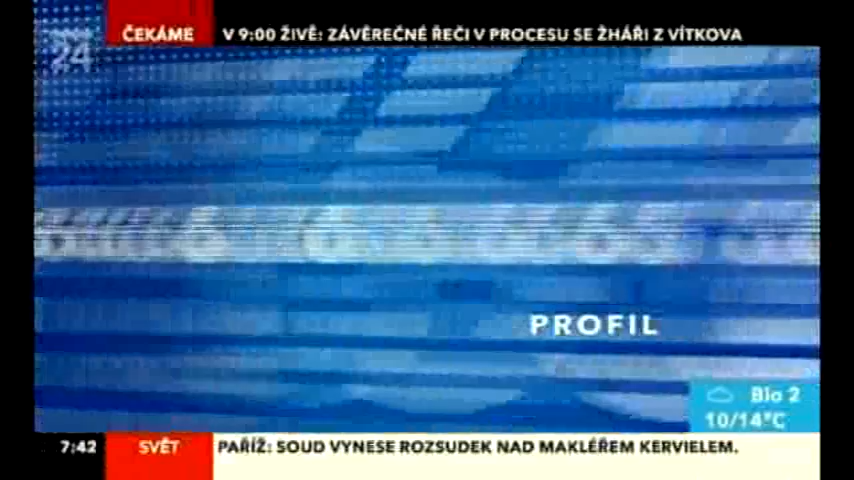 24
ČEKÁME V 9:00 ŽIVĚ: ZÁVĚREČNÉ ŘEČI V PROCESU SE ŽHÁŘI Z VÍTKOVA
PROFIL
Bio 2
10/14°C
7:42 SVĚT PAŘÍŽ: SOUD VYNESE ROZSUDEK NAD MAKLÉŘEM KERVIELEM.